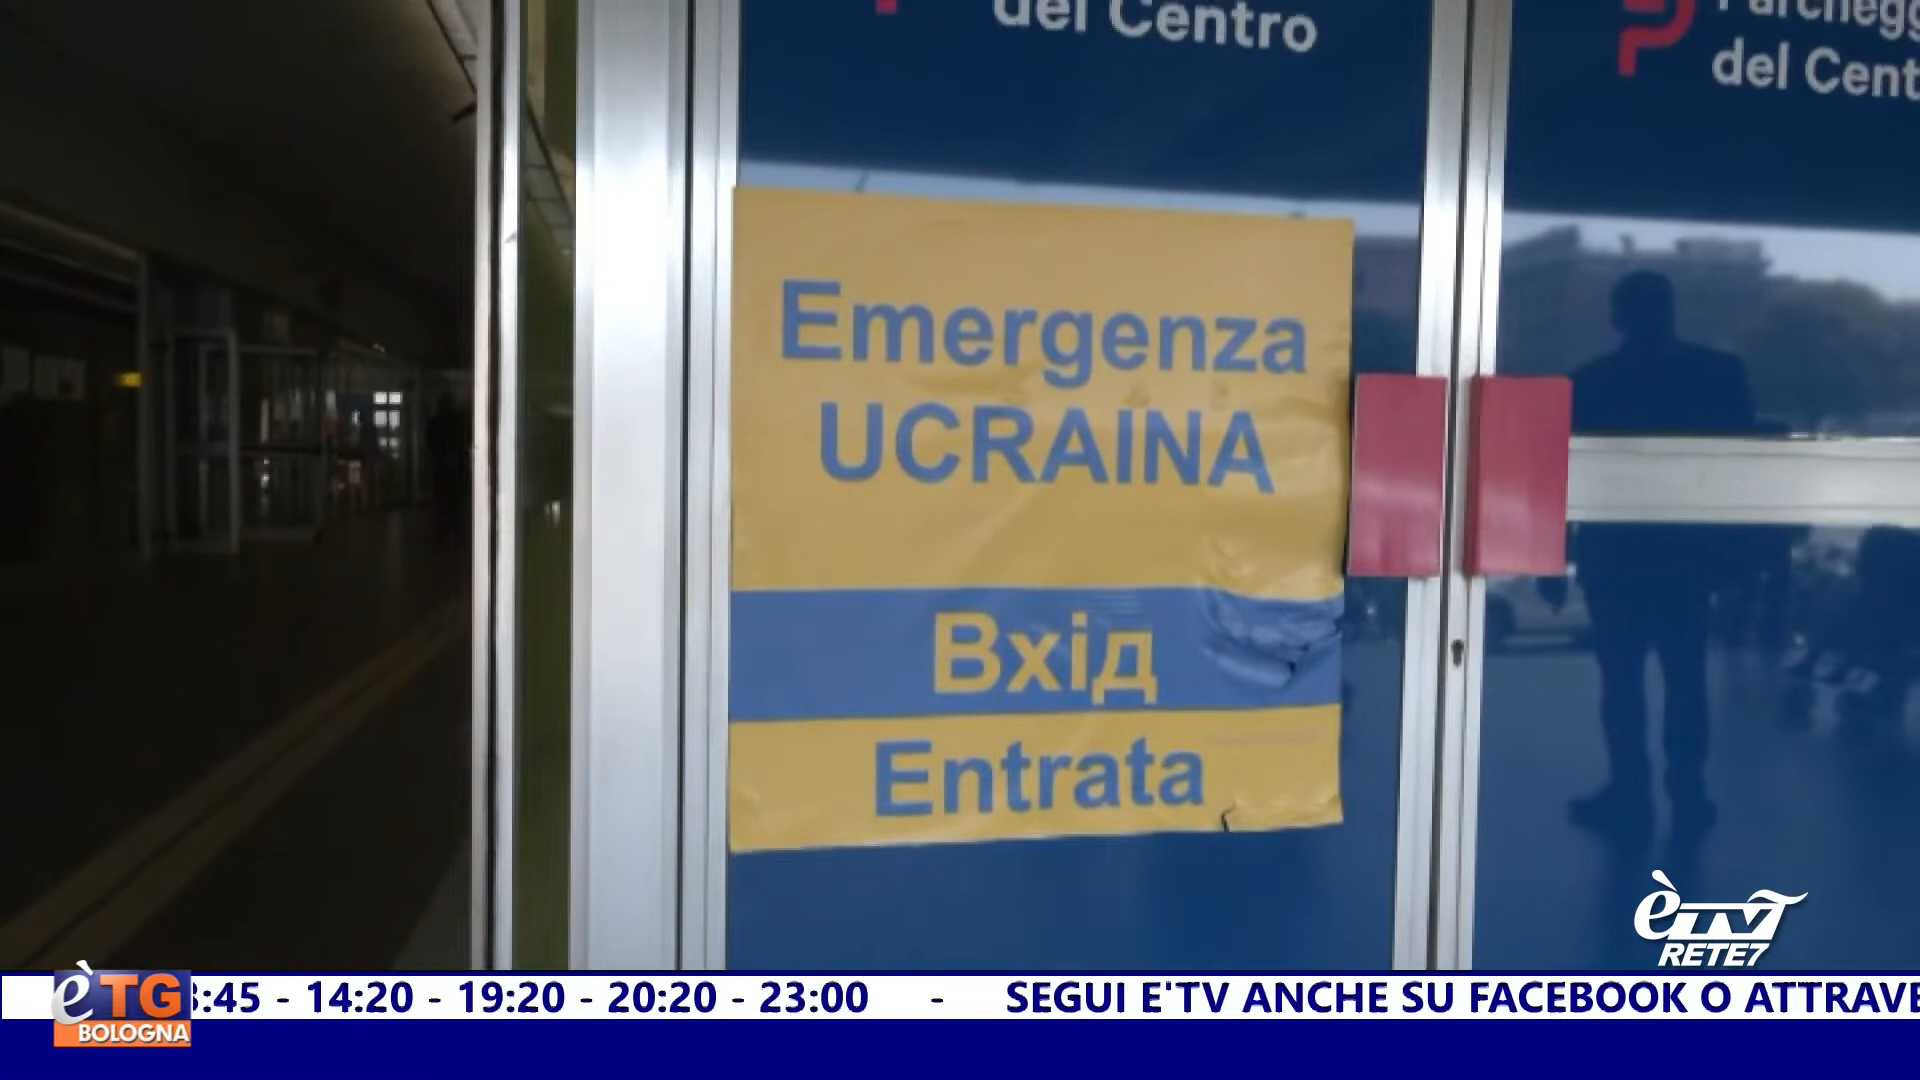 del Centro
del Cent
Emergenza
UCRAINA
Вхід
Entrata
èTV
RETE7
:45 - 14:20 - 19:20 - 20:20 - 23:00 - SEGUI E'TV ANCHE SU FACEBOOK O ATTRAVE
èTG
BOLOGNA